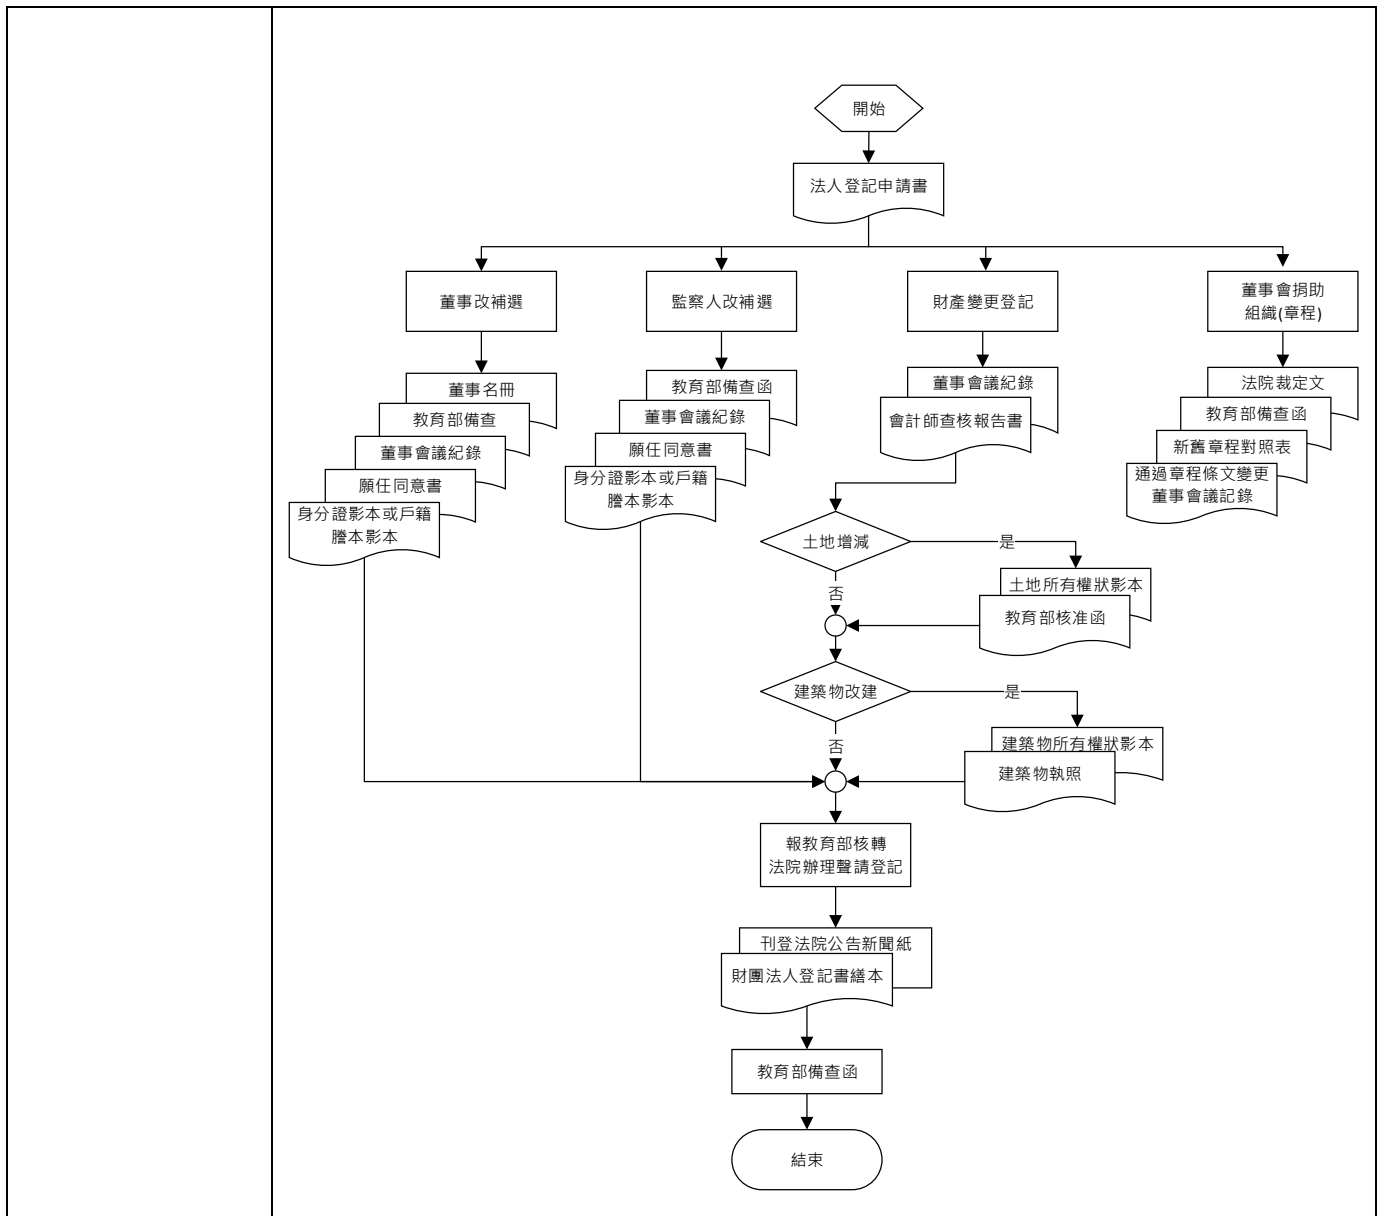 開始
法人登記申請書
董事改補選
監察人改補選
財產變更登記
董事會捐助
組織(章程)
董事名冊
教育部備查
董事會議紀錄
願任同意書
身分證影本或戶籍
謄本影本
教育部備查函
董事會議紀錄
願任同意書
身分證影本或戶籍
謄本影本
董事會議紀錄
會計師查核報告書
法院裁定文
教育部備查函
新舊章程對照表
通過章程條文變更
董事會議記錄
土地增減
是
土地所有權狀影本
教育部核准函
否
建築物改建
是
建築物所有權狀影本
建築物執照
否
報教育部核轉
法院辦理聲請登記
刊登法院公告新聞紙
財團法人登記書繕本
教育部備查函
結束